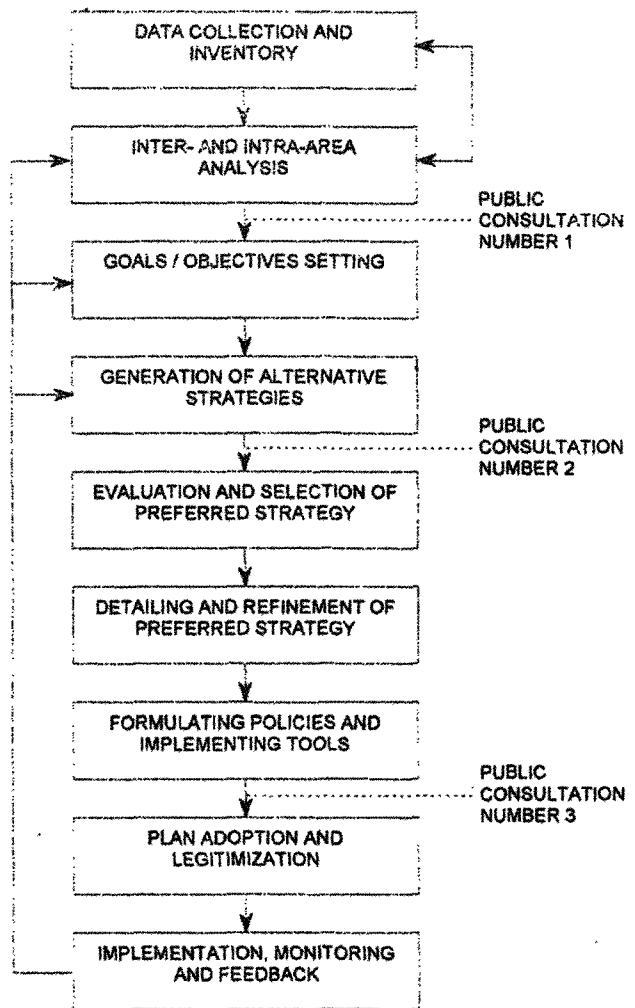 DATA COLLECTION AND
INVENTORY
INTER- AND INTRA-AREA
ANALYSIS
PUBLIC
CONSULTATION
NUMBER 1
GOALS / OBJECTIVES SETTING
GENERATION OF ALTERNATIVE
STRATEGIES
PUBLIC
CONSULTATION
NUMBER 2
EVALUATION AND SELECTION OF
PREFERRED STRATEGY
DETAILING AND REFINEMENT OF
PREFERRED STRATEGY
FORMULATING POLICIES AND
IMPLEMENTING TOOLS
PUBLIC
CONSULTATION
NUMBER 3
PLAN ADOPTION AND
LEGITIMIZATION
IMPLEMENTATION, MONITORING
AND FEEDBACK